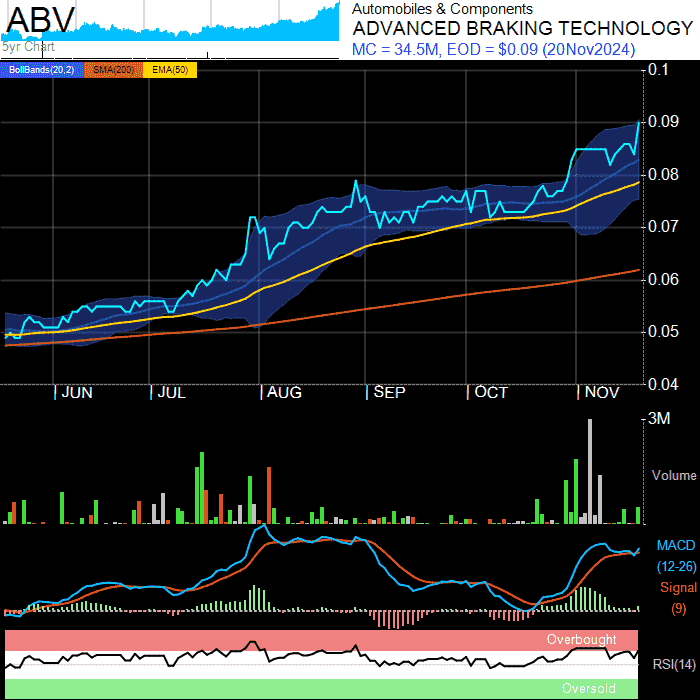 ABV
5yr Chart
Automobiles & Components
ADVANCED BRAKING TECHNOLOGY
MC = 34.5M, EOD = $0.09 (20Nov2024)
BollBands(20,2) SMA(200) EMA(50)
0.1
0.09
0.08
0.07
0.06
0.05
0.04
JUN JUL AUG SEP OCT NOV
3M
Volume
MACD
(12-26)
Signal
(9)
Overbought
RSI(14)
Oversold